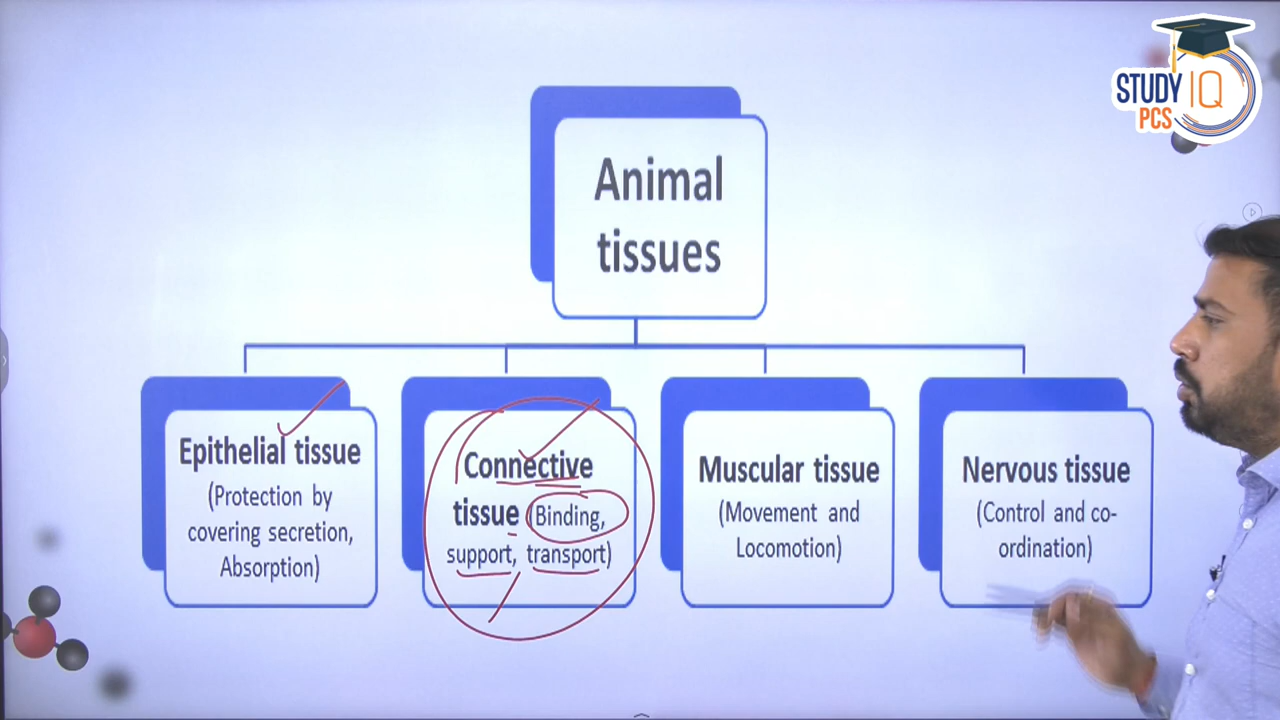 STUDY IQ
PCS
Animal
tissues
Epithelial tissue
(Protection by
covering secretion,
Absorption)
Connective
tissue (Binding,
support, transport)
Muscular tissue
(Movement and
Locomotion)
Nervous tissue
(Control and co-
ordination)